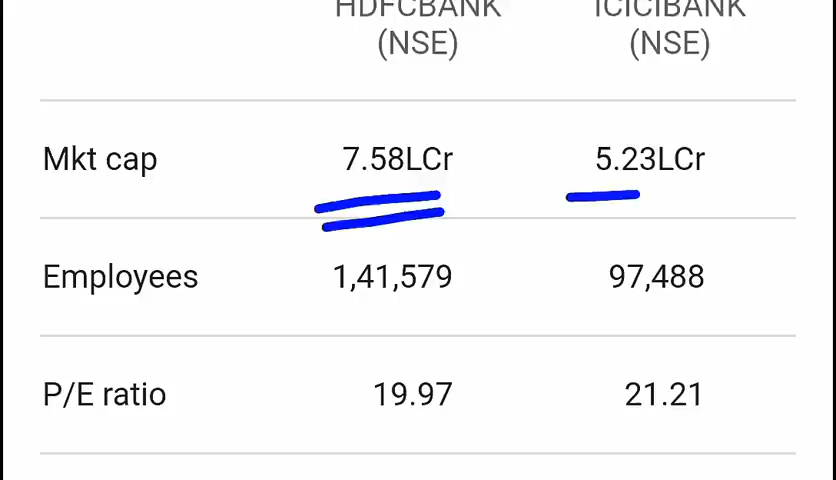 HDFCBANK ICICIBANK
(NSE) (NSE)
Mkt cap 7.58LCr 5.23LCr
Employees 1,41,579 97,488
P/E ratio 19.97 21.21